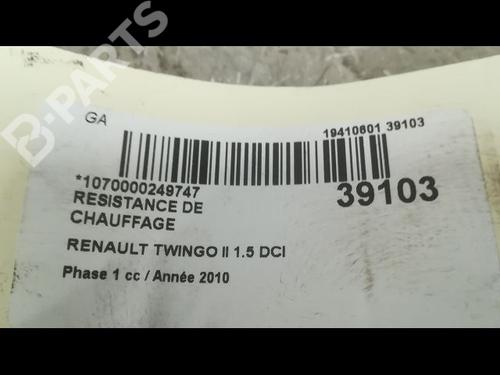 B-PARTS
GA
19410601 39103
*1070000249747
39103
RESISTANCE DE
CHAUFFAGE
RENAULT TWINGO II 1.5 DCI
Phase 1 cc / Année 2010